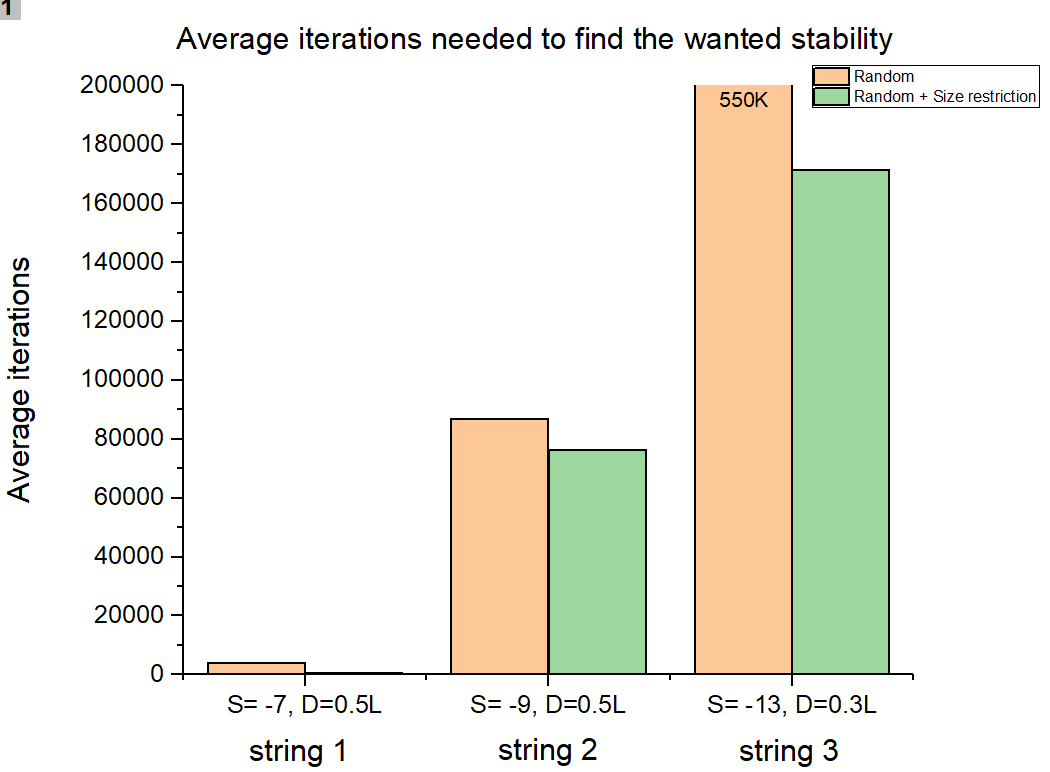 1
Average iterations needed to find the wanted stability
Random
Random + Size restriction
550K
200000
180000
160000
140000
120000
100000
80000
60000
40000
20000
0
Average iterations
S= -7, D=0.5L
S= -9, D=0.5L
S= -13, D=0.3L
string 1
string 2
string 3